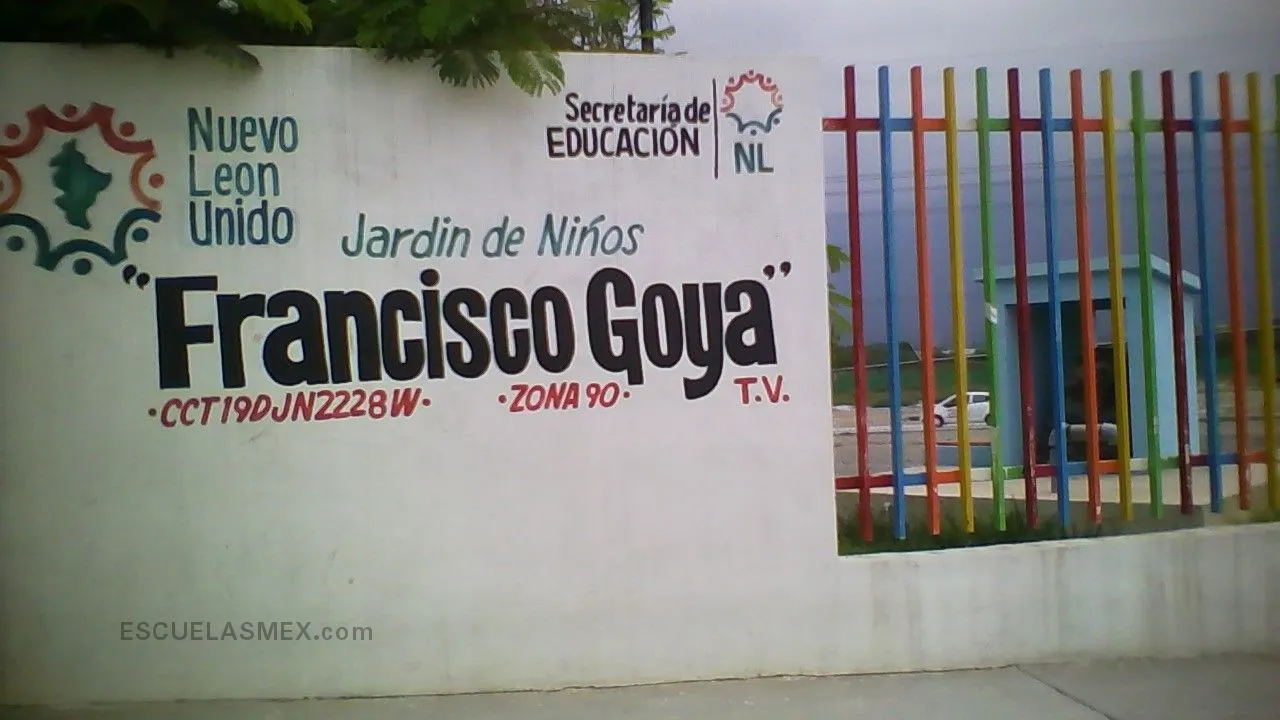 Nuevo
Leon
Unido
Secretaría de
EDUCACIÓN
NL
Jardin de Niños
"Francisco Goya"
·CCT19DJN2228W· ·ZONA 90· T.V.
ESCUELASMEX.com